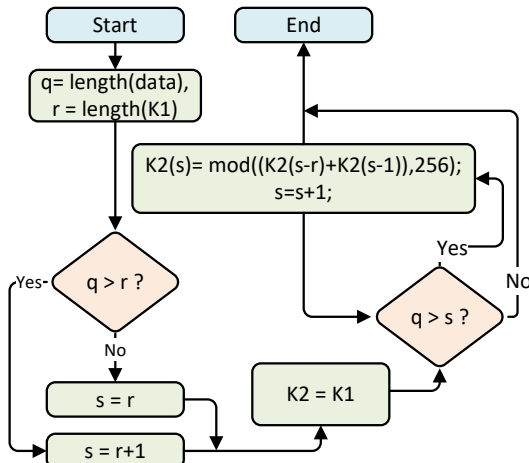 Start
End
q= length(data),
r = length(K1)
K2(s)= mod((K2(s-r)+K2(s-1)),256);
s=s+1;
Yes
q > r ?
Yes
q > s ?
No
No
s = r
K2 = K1
s = r+1